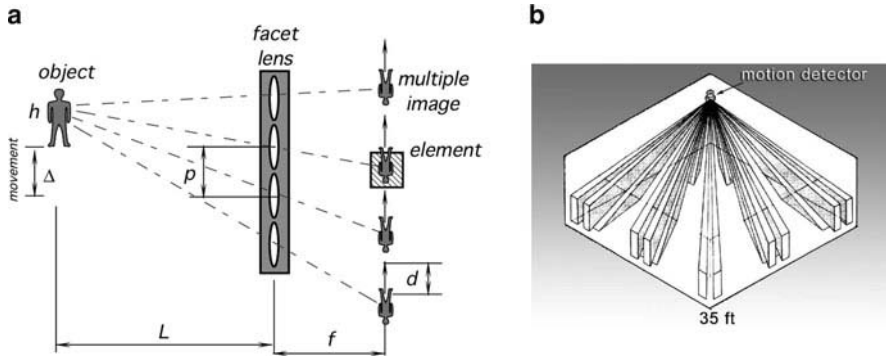 a
object
h
movement
Δ
L
facet
lens
p
f
multiple
image
element
d
b
motion detector
35 ft